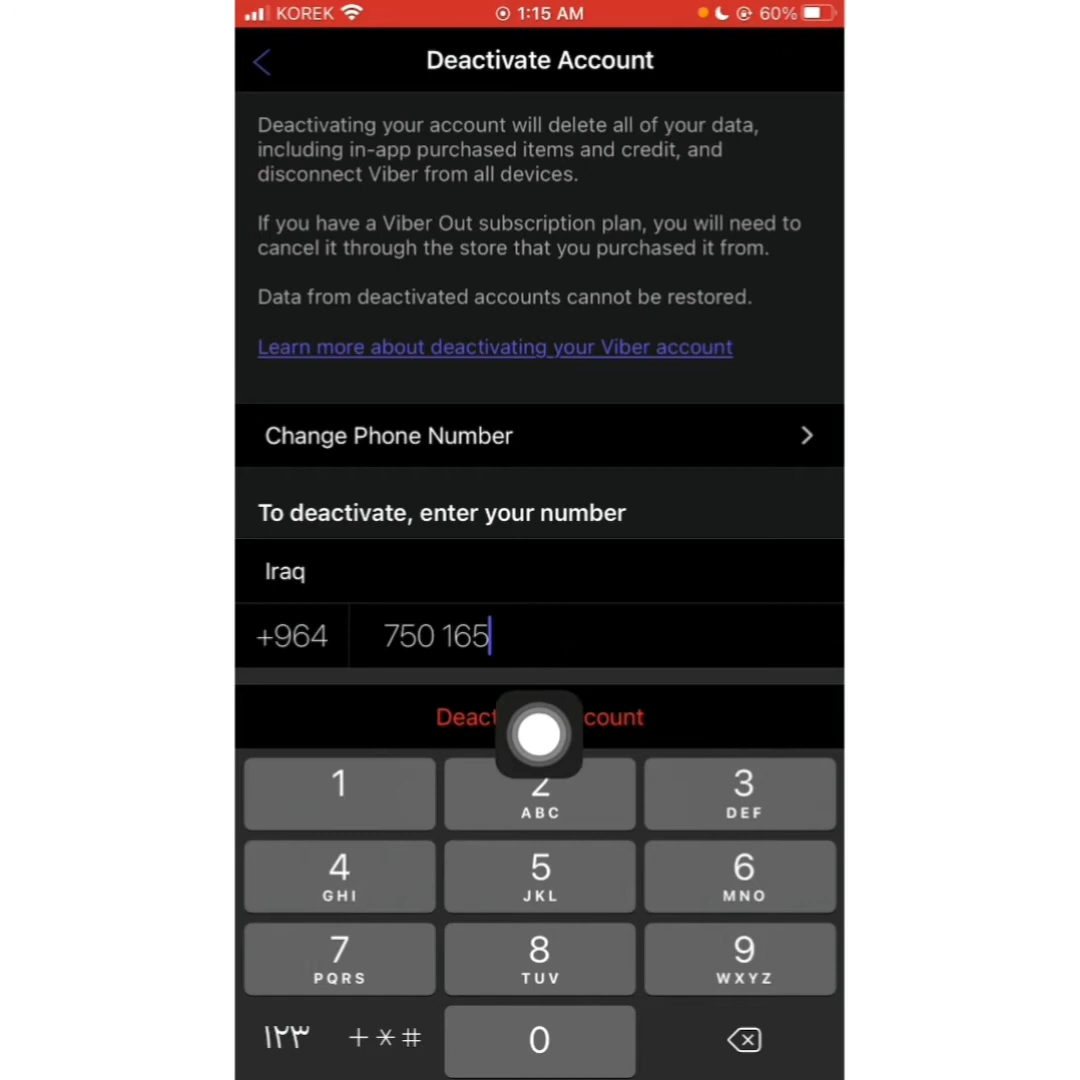 KOREK 1:15 AM 60%
Deactivate Account
Deactivating your account will delete all of your data,
including in-app purchased items and credit, and
disconnect Viber from all devices.
If you have a Viber Out subscription plan, you will need to
cancel it through the store that you purchased it from.
Data from deactivated accounts cannot be restored.
Learn more about deactivating your Viber account
Change Phone Number
To deactivate, enter your number
Iraq
+964 750 165
1 2 3
ABC DEF
4 5 6
GHI JKL MNO
7 8 9
PQRS TUV WXYZ
١٢٣ + * # 0